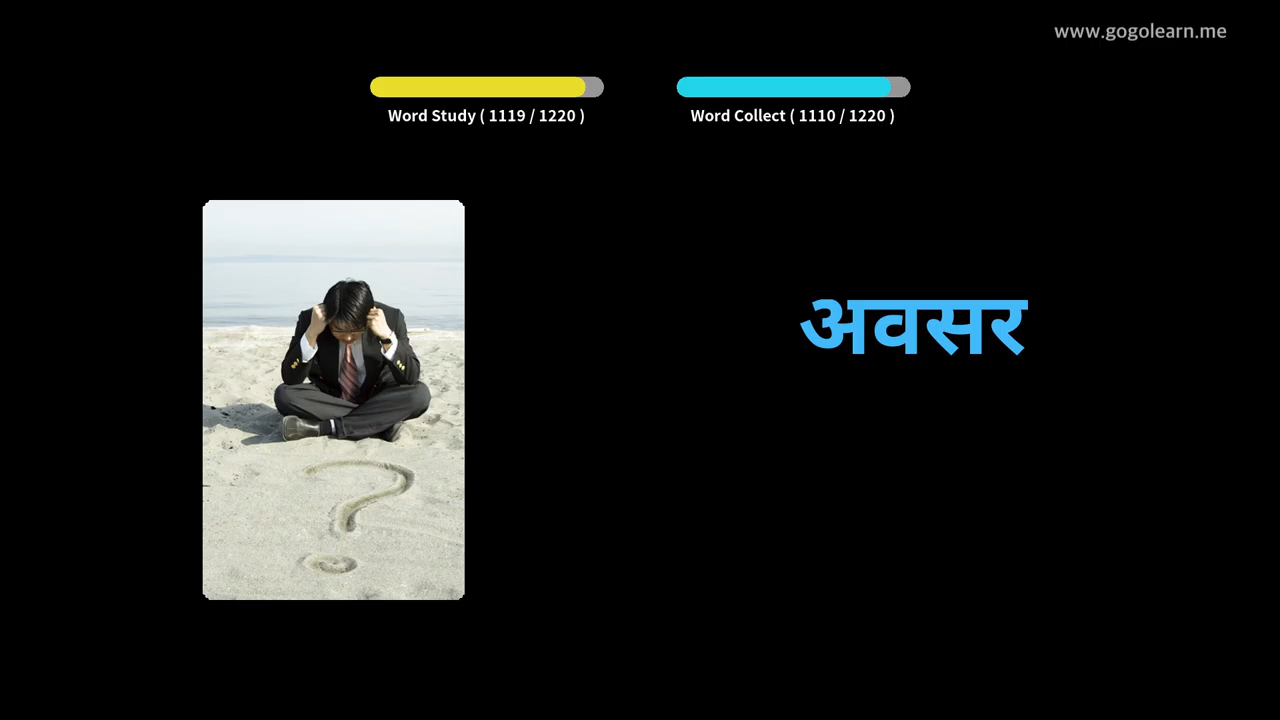 www.gogolearn.me
Word Study ( 1119 / 1220 )
Word Collect ( 1110 / 1220 )
अवसर
?